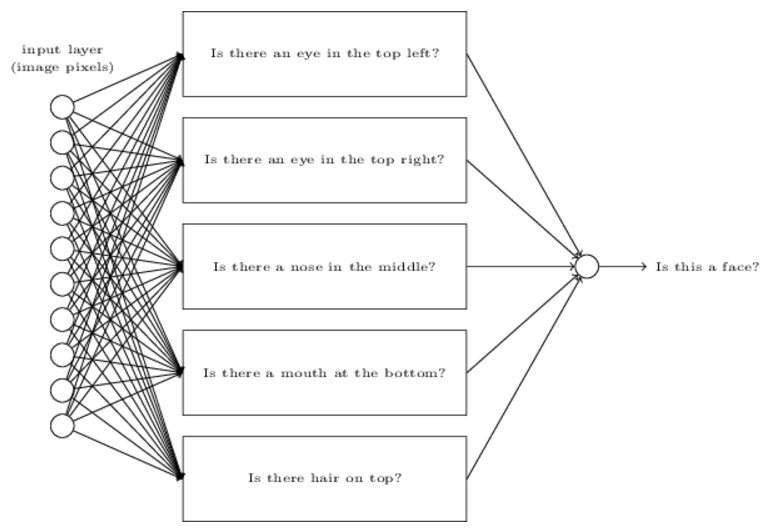 input layer
(image pixels)
Is there an eye in the top left?
Is there an eye in the top right?
Is there a nose in the middle?
Is there a mouth at the bottom?
Is there hair on top?
Is this a face?